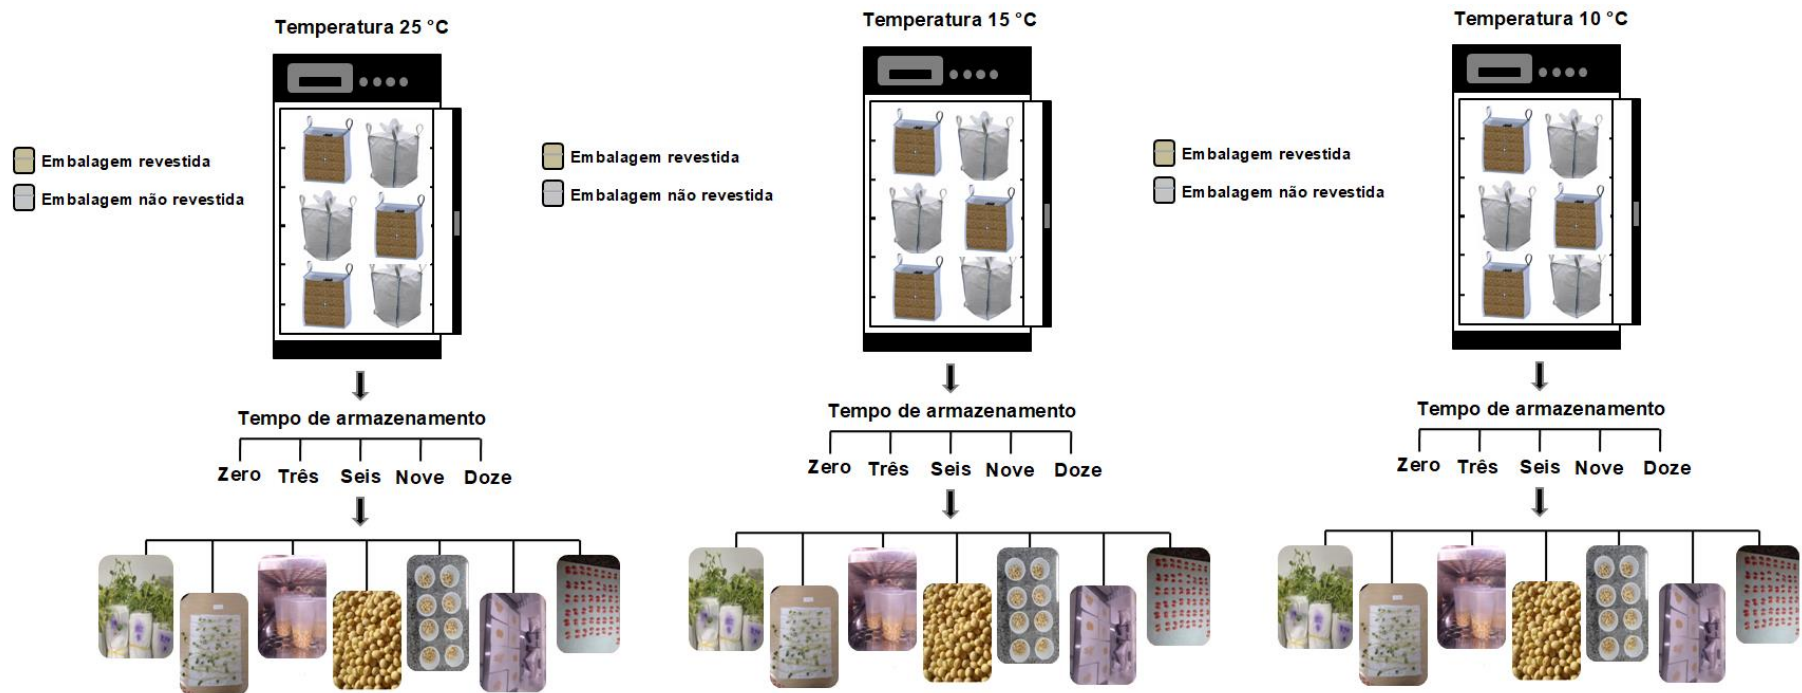 Temperatura 25 °C
Embalagem revestida
Embalagem não revestida
Tempo de armazenamento
Zero Três Seis Nove Doze
Temperatura 15 °C
Embalagem revestida
Embalagem não revestida
Tempo de armazenamento
Zero Três Seis Nove Doze
Temperatura 10 °C
Embalagem revestida
Embalagem não revestida
Tempo de armazenamento
Zero Três Seis Nove Doze